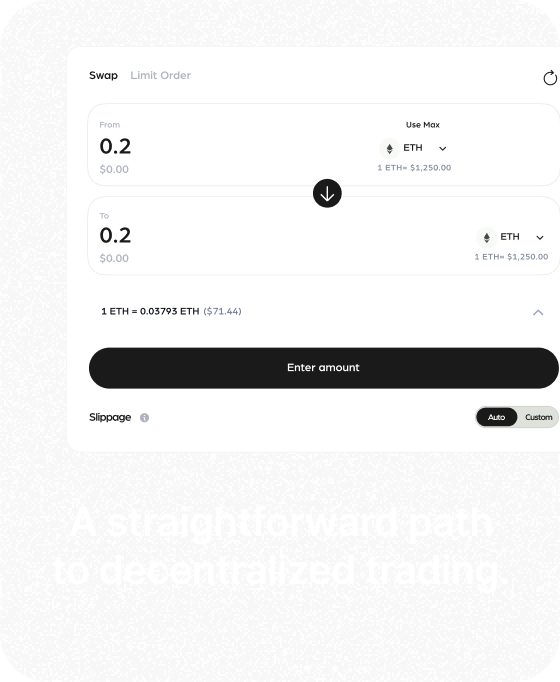 Swap Limit Order
From
Use Max
0.2
ETH
$0.00
1 ETH= $1,250.00
To
0.2
ETH
$0.00
1 ETH= $1,250.00
1 ETH = 0.03793 ETH ($71.44)
Enter amount
Slippage
Auto Custom
A straightforward path
to decentralized trading.